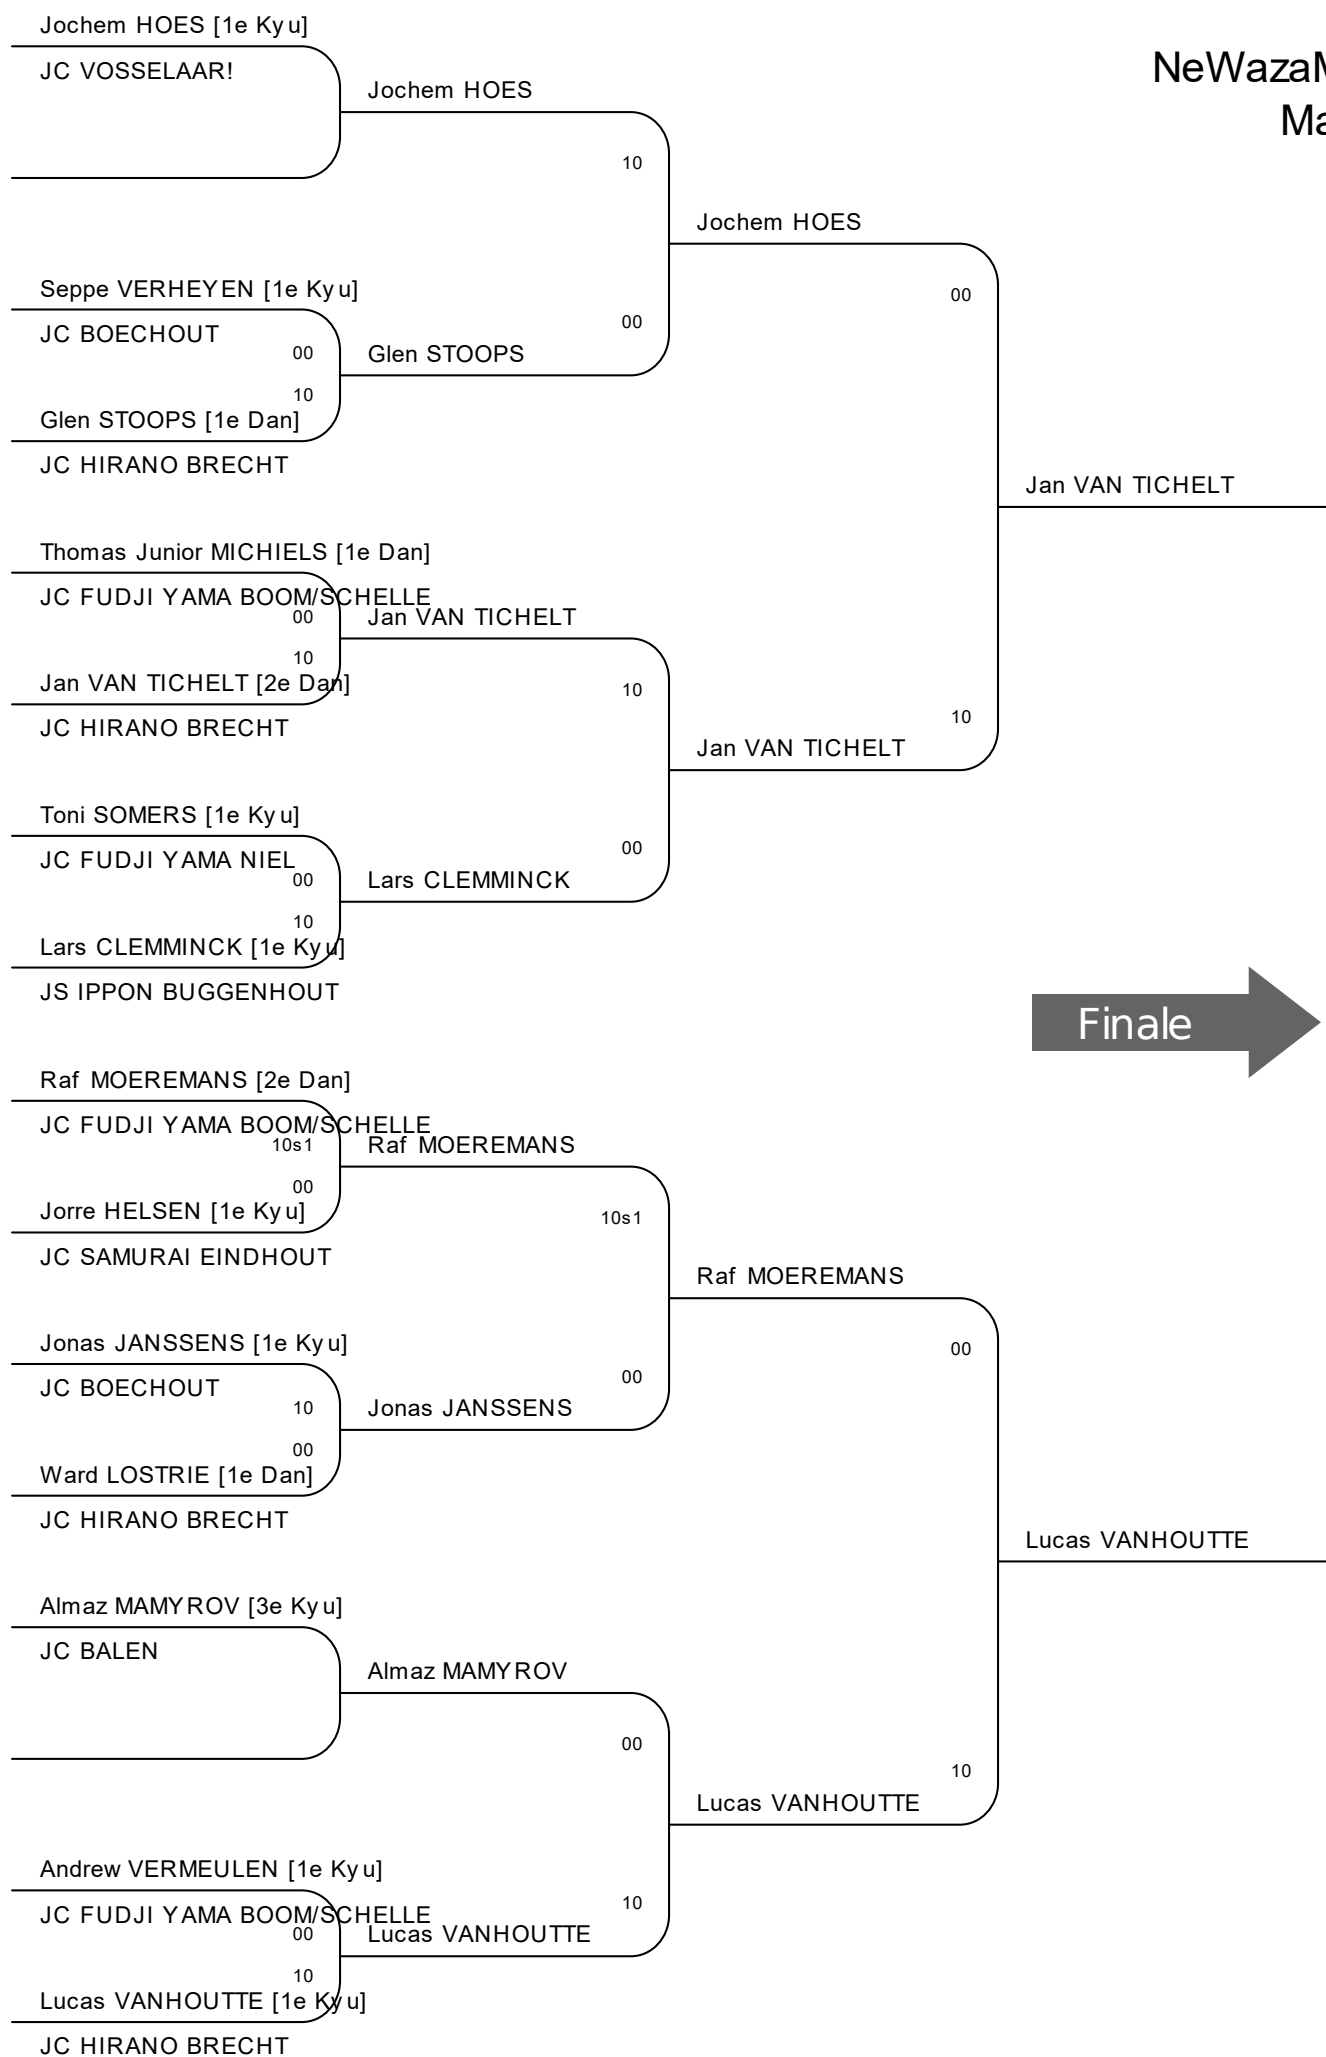 Jochem HOES [1e Kyu]
JC VOSSELAAR!
Jochem HOES
NeWazaM
Ma
10
Jochem HOES
Seppe VERHEYEN [1e Kyu]
00
JC BOECHOUT
00
00
Glen STOOPS
10
Glen STOOPS [1e Dan]
JC HIRANO BRECHT
Jan VAN TICHELT
Thomas Junior MICHIELS [1e Dan]
JC FUDJI YAMA BOOM/SCHELLE
00
Jan VAN TICHELT
10
Jan VAN TICHELT [2e Dan]
10
JC HIRANO BRECHT
10
Jan VAN TICHELT
Toni SOMERS [1e Kyu]
JC FUDJI YAMA NIEL
00
00
Lars CLEMMINCK
10
Lars CLEMMINCK [1e Kyu]
JS IPPON BUGGENHOUT
Finale
Raf MOEREMANS [2e Dan]
JC FUDJI YAMA BOOM/SCHELLE
10s1
Raf MOEREMANS
00
Jorre HELSEN [1e Kyu]
10s1
JC SAMURAI EINDHOUT
Raf MOEREMANS
Jonas JANSSENS [1e Kyu]
00
JC BOECHOUT
00
10
Jonas JANSSENS
00
Ward LOSTRIE [1e Dan]
JC HIRANO BRECHT
Lucas VANHOUTTE
Almaz MAMYROV [3e Kyu]
JC BALEN
Almaz MAMYROV
00
10
Lucas VANHOUTTE
Andrew VERMEULEN [1e Kyu]
JC FUDJI YAMA BOOM/SCHELLE
10
00
Lucas VANHOUTTE
10
Lucas VANHOUTTE [1e Kyu]
JC HIRANO BRECHT